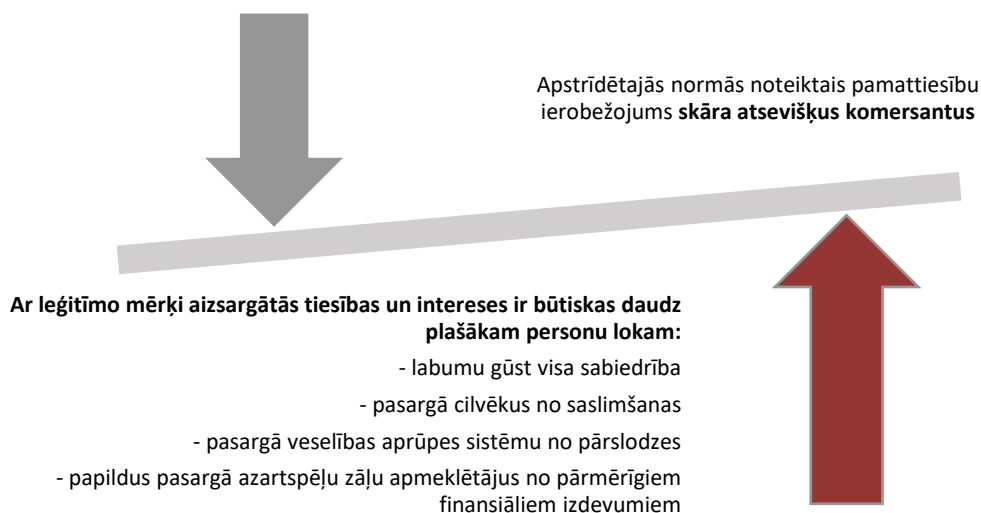 Apstrīdētajās normās noteiktais pamattiesību
ierobežojums skāra atsevišķus komersantus
Ar leģitīmo mērķi aizsargātās tiesības un intereses ir būtiskas daudz
plašākam personu lokam:
- labumu gūst visa sabiedrība
- pasargā cilvēkus no saslimšanas
- pasargā veselības aprūpes sistēmu no pārslodzes
- papildus pasargā azartspēļu zāļu apmeklētājus no pārmērīgiem
finansiāliem izdevumiem